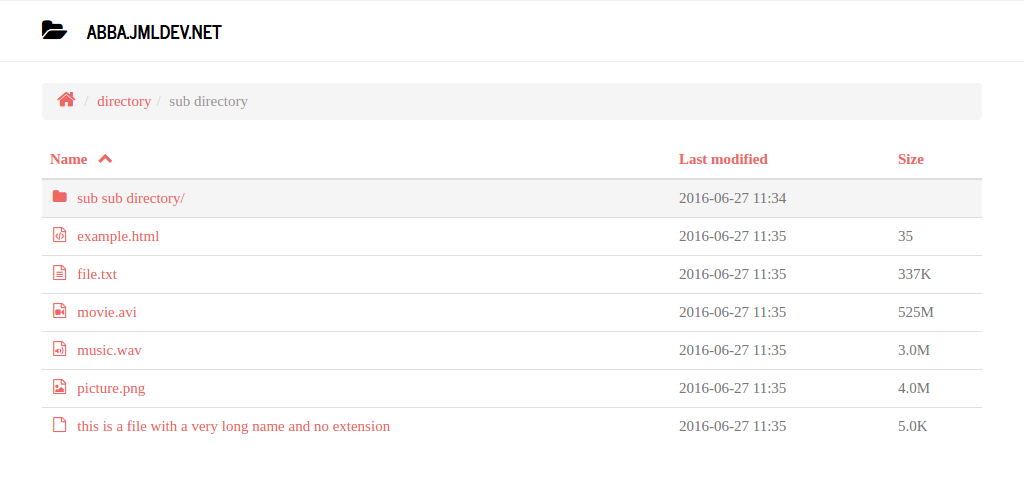 ABBA.JMLDEV.NET
/ directory / sub directory
Name Last modified Size
sub sub directory/ 2016-06-27 11:34
example.html 2016-06-27 11:35 35
file.txt 2016-06-27 11:35 337K
movie.avi 2016-06-27 11:35 525M
music.wav 2016-06-27 11:35 3.0M
picture.png 2016-06-27 11:35 4.0M
this is a file with a very long name and no extension 2016-06-27 11:35 5.0K